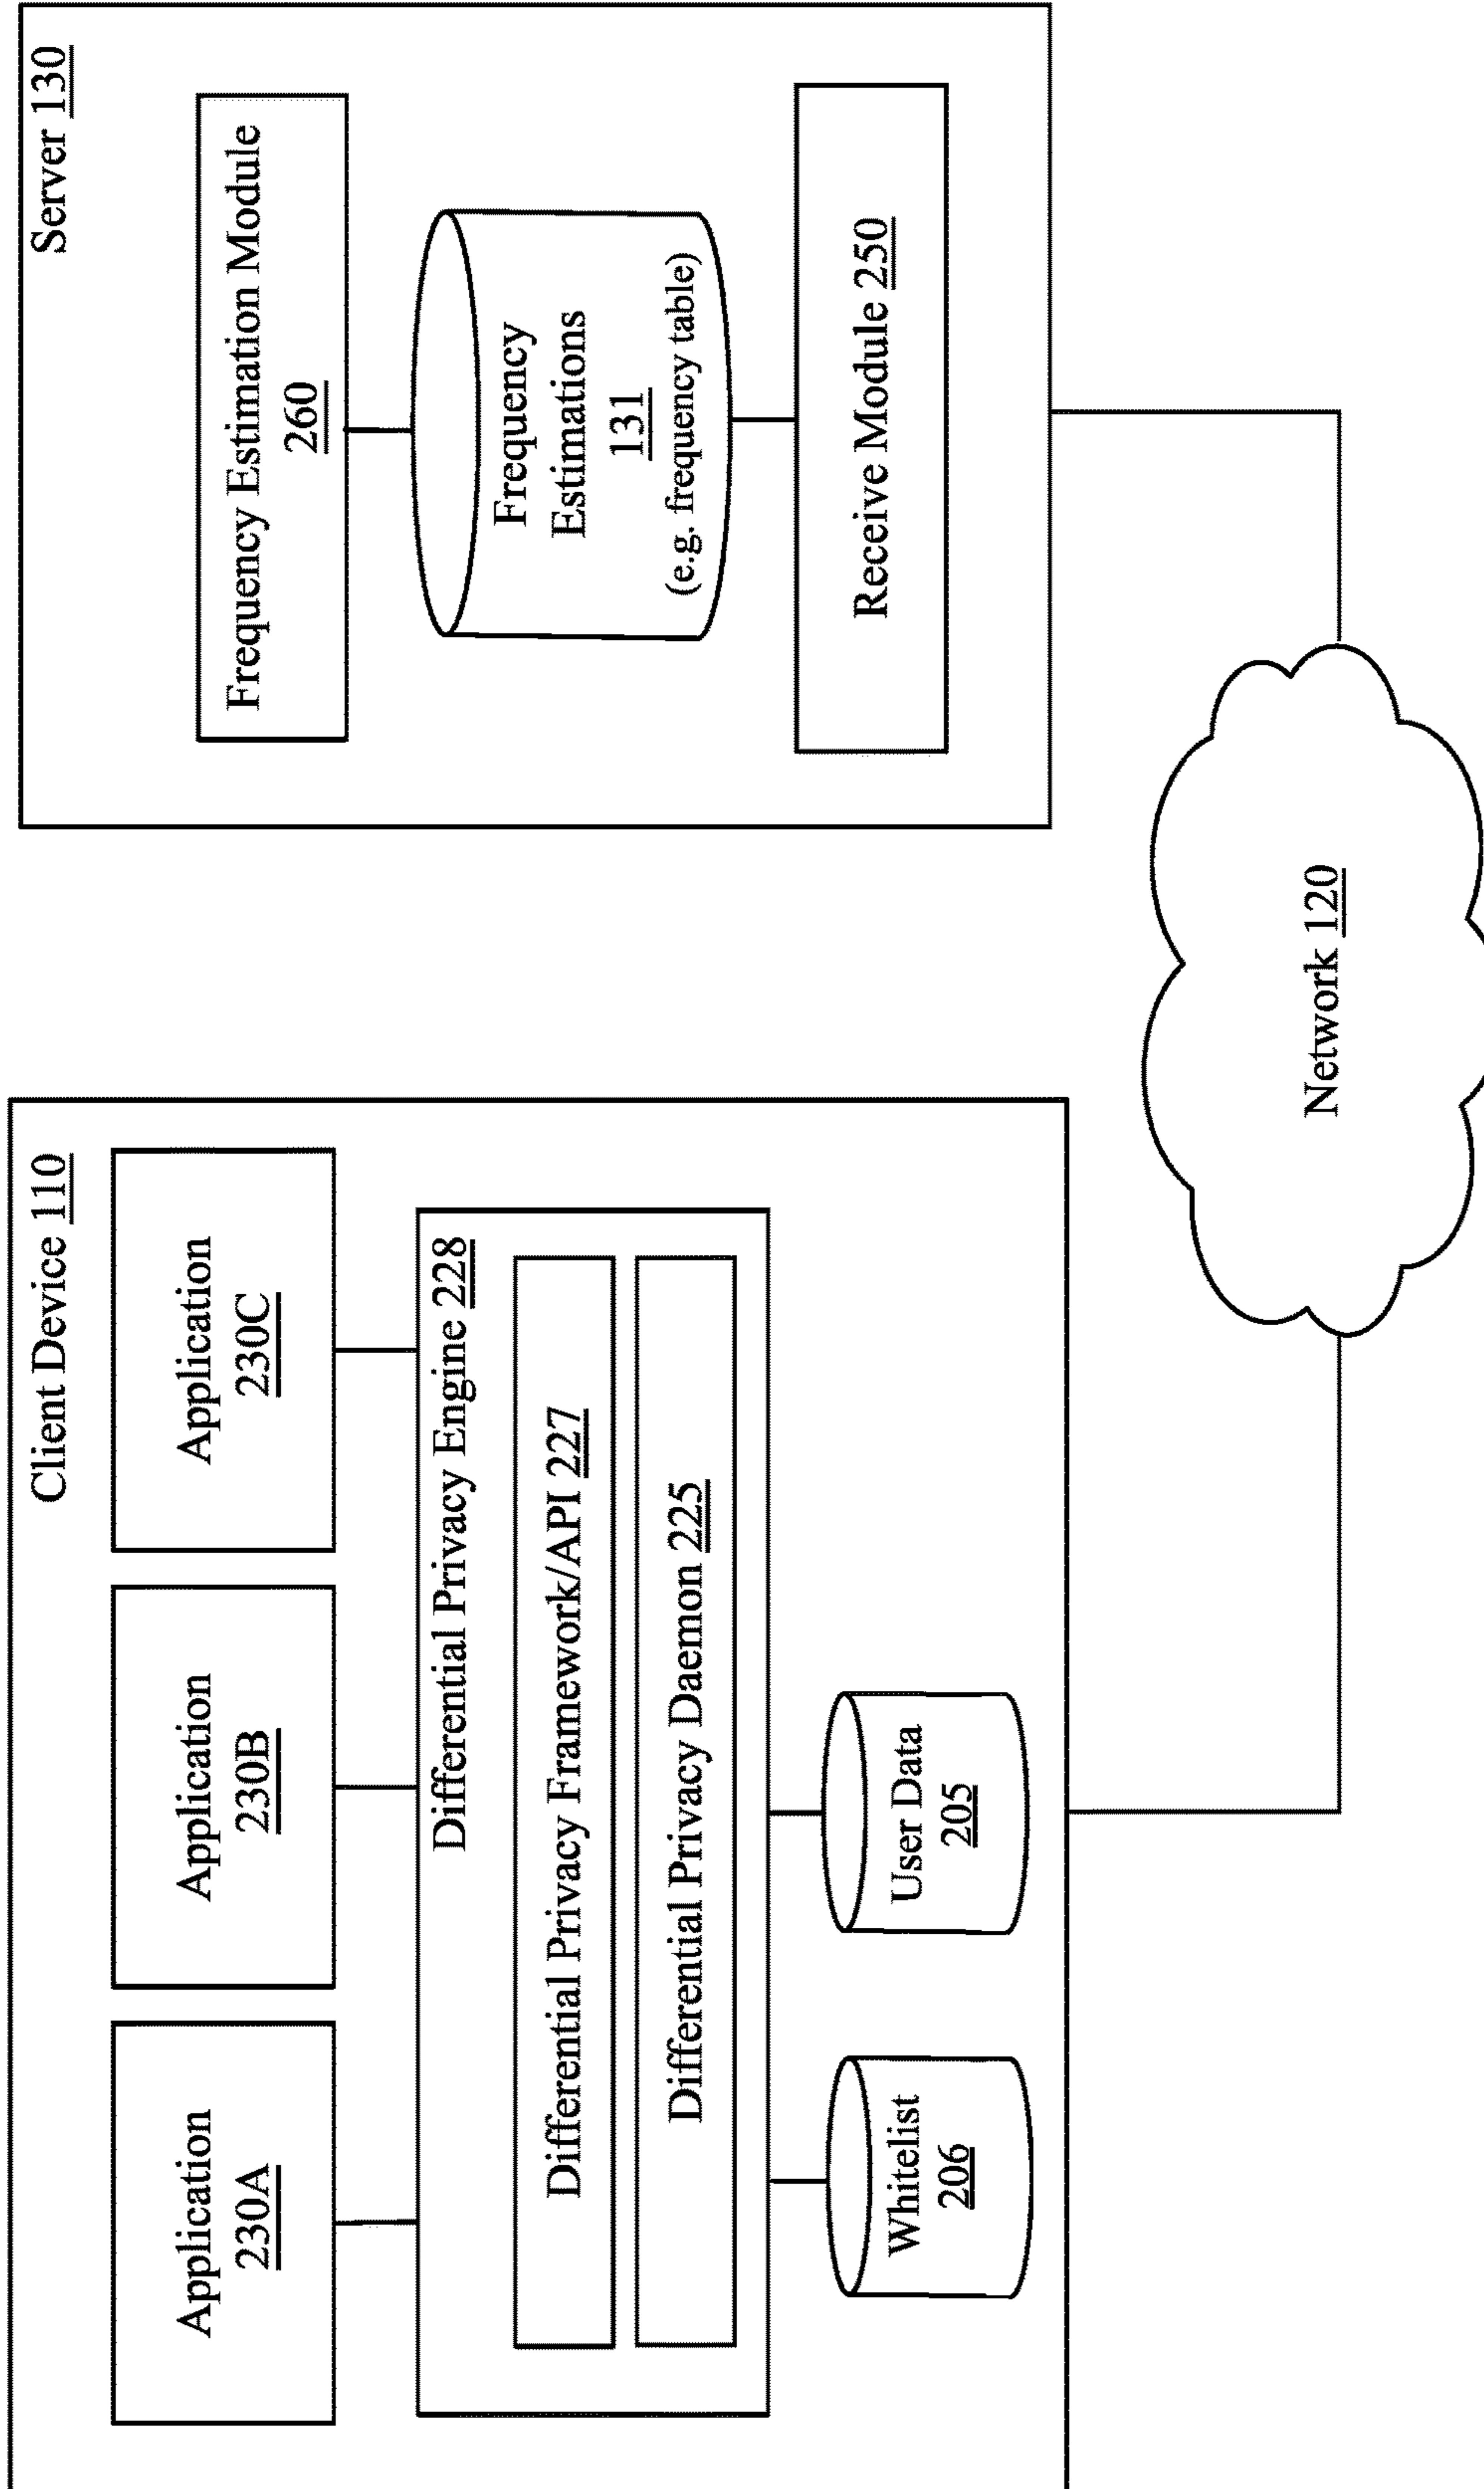 Client Device 110
Application
230A
Application
230B
Application
230C
Differential Privacy Engine 228
Differential Privacy Framework/API 227
Differential Privacy Daemon 225
Whitelist
206
User Data
205
Server 130
Frequency Estimation Module
260
Frequency
Estimations
131
(e.g. frequency table)
Receive Module 250
Network 120